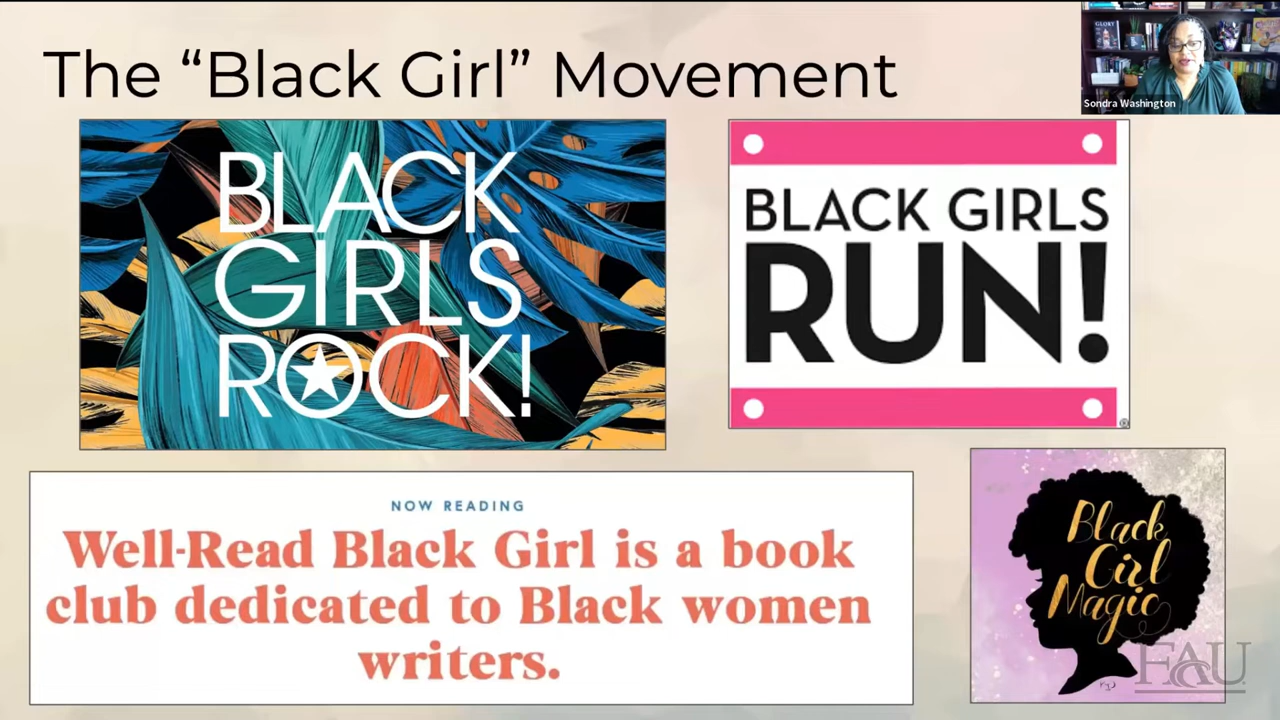 The “Black Girl” Movement
GLORY
Sondra Washington
BLACK
GIRLS
ROCK!
BLACK GIRLS
RUN!
NOW READING
Well-Read Black Girl is a book
club dedicated to Black women
writers.
Black
Girl
Magic
FAU